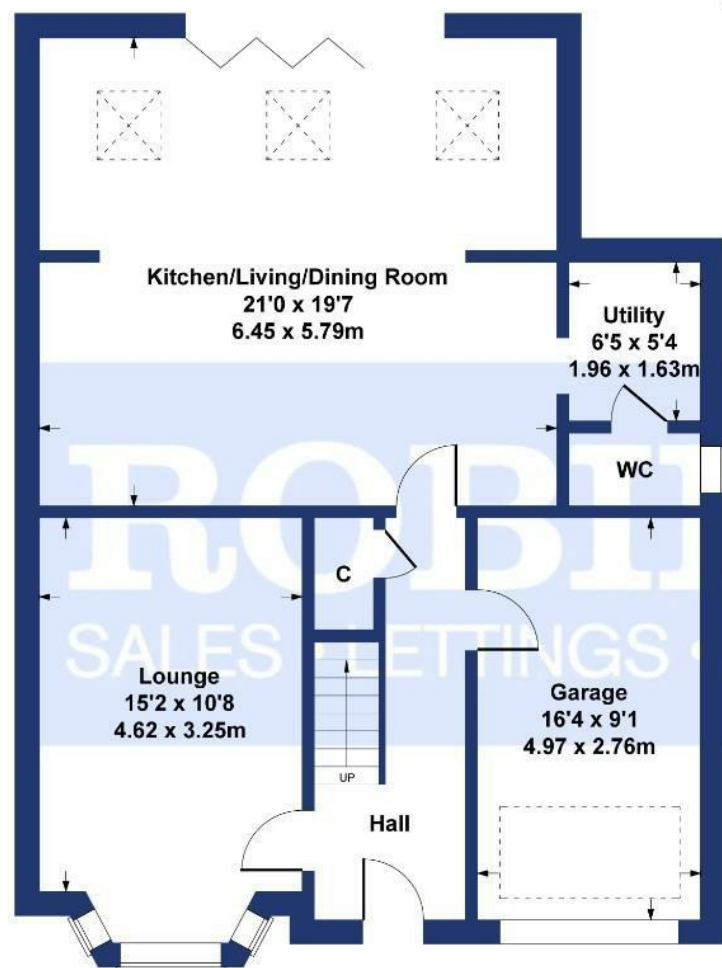 Kitchen/Living/Dining Room
21'0 x 19'7
6.45 x 5.79m
Utility
6'5 x 5'4
1.96 x 1.63m
WC
C
Lounge
15'2 x 10'8
4.62 x 3.25m
UP
Hall
Garage
16'4 x 9'1
4.97 x 2.76m
SALES • LETTINGS •